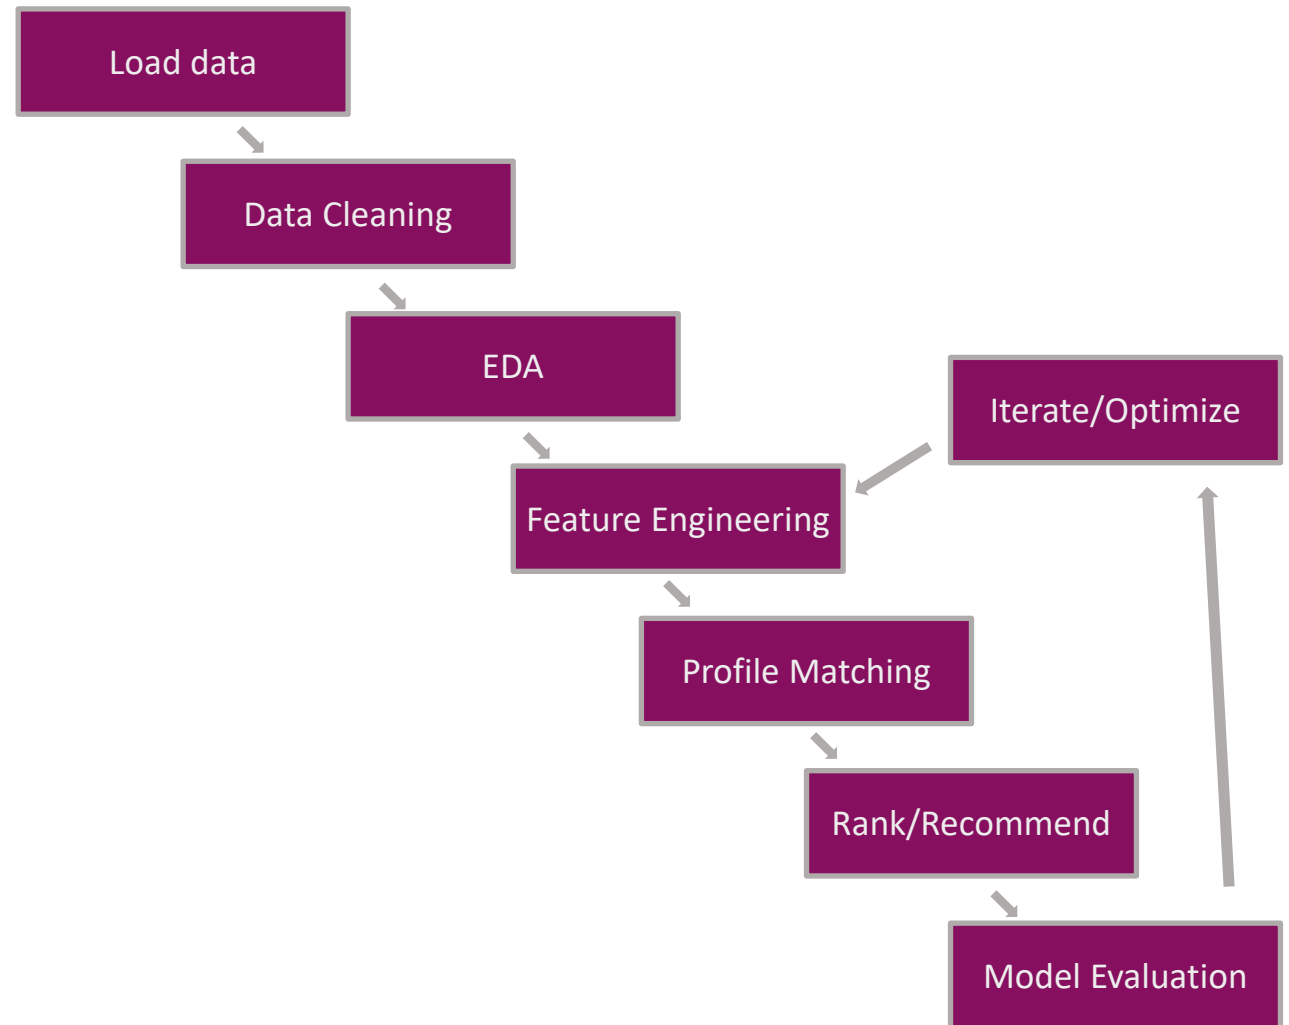 Load data
Data Cleaning
EDA
Iterate/Optimize
Feature Engineering
Profile Matching
Rank/Recommend
Model Evaluation